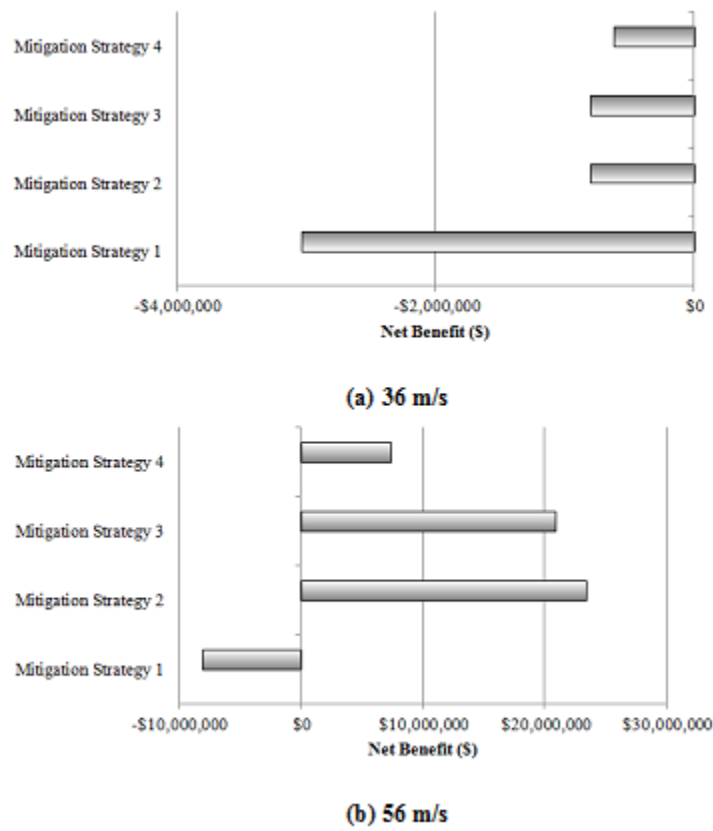 Mitigation Strategy 4
Mitigation Strategy 3
Mitigation Strategy 2
Mitigation Strategy 1
-$4,000,000 -$2,000,000 $0
Net Benefit ($)
(a) 36 m/s
Mitigation Strategy 4
Mitigation Strategy 3
Mitigation Strategy 2
Mitigation Strategy 1
-$10,000,000 $0 $10,000,000 $20,000,000 $30,000,000
Net Benefit ($)
(b) 56 m/s